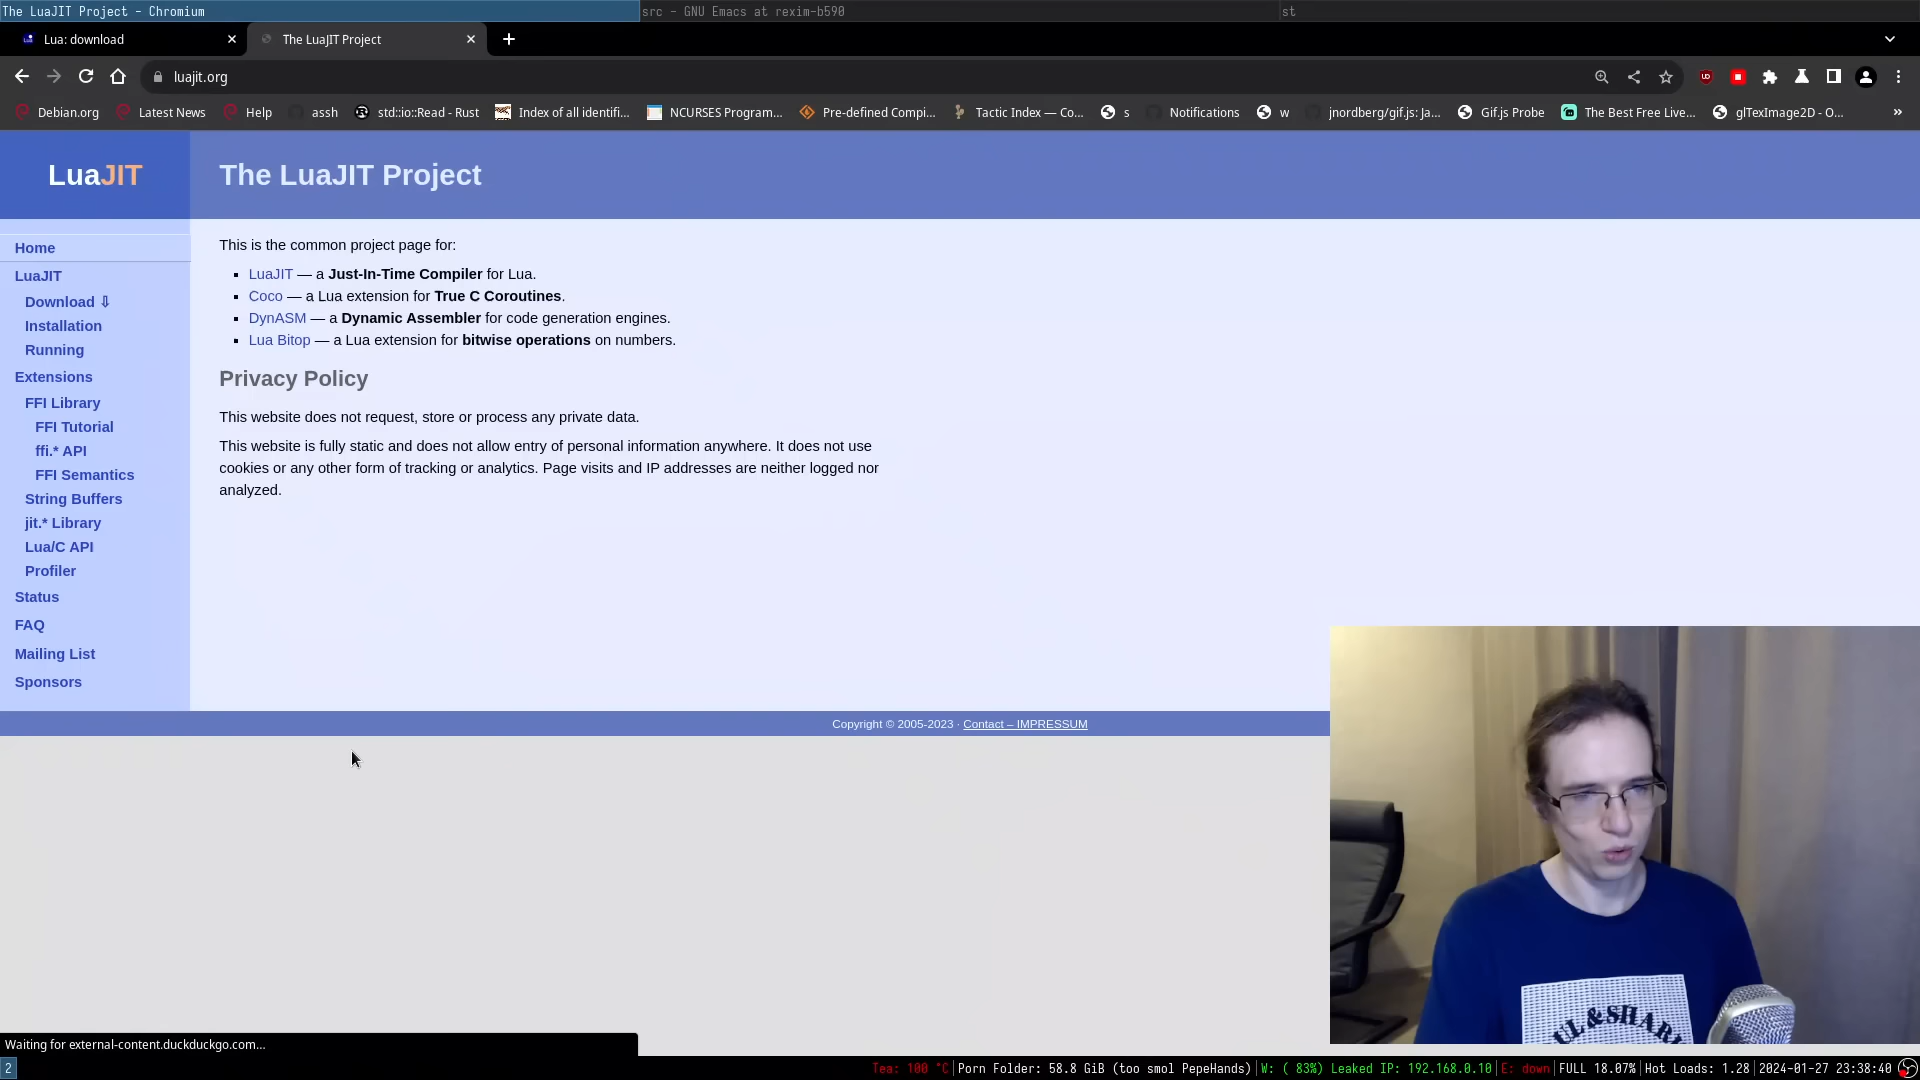 The LuaJIT Project - Chromium
src - GNU Emacs at rexim-b590
st
Lua: download
The LuaJIT Project
luajit.org
Debian.org
Latest News
Help
assh
std::io::Read - Rust
Index of all identifi...
NCURSES Program...
Pre-defined Compi...
Tactic Index — Co...
s
Notifications
w
jnordberg/gif.js: Ja...
Gif.js Probe
The Best Free Live...
glTexImage2D - O...
»
LuaJIT
The LuaJIT Project
Home
LuaJIT
Download ⇩
Installation
Running
Extensions
FFI Library
FFI Tutorial
ffi.* API
FFI Semantics
String Buffers
jit.* Library
Lua/C API
Profiler
Status
FAQ
Mailing List
Sponsors
This is the common project page for:
LuaJIT — a Just-In-Time Compiler for Lua.
Coco — a Lua extension for True C Coroutines.
DynASM — a Dynamic Assembler for code generation engines.
Lua Bitop — a Lua extension for bitwise operations on numbers.
Privacy Policy
This website does not request, store or process any private data.
This website is fully static and does not allow entry of personal information anywhere. It does not use
cookies or any other form of tracking or analytics. Page visits and IP addresses are neither logged nor
analyzed.
Copyright © 2005-2023 · Contact – IMPRESSUM
UL&SHAR
Waiting for external-content.duckduckgo.com...
2
Tea: 100 °C|Porn Folder: 58.8 GiB (too smol PepeHands)|W: ( 83%) Leaked IP: 192.168.0.10|E: down|FULL 18.07%|Hot Loads: 1.28|2024-01-27 23:38:40